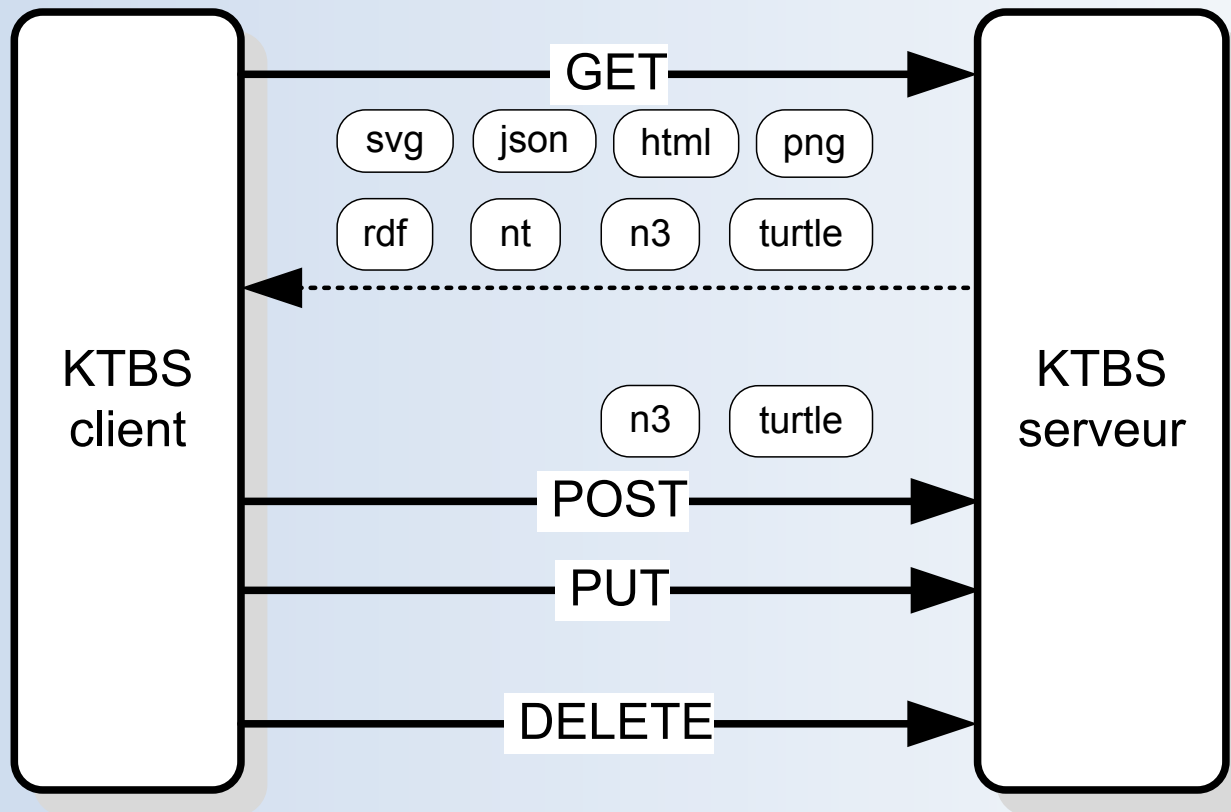 GET
svg json html png
rdf nt n3 turtle
KTBS
client
KTBS
serveur
n3 turtle
POST
PUT
DELETE